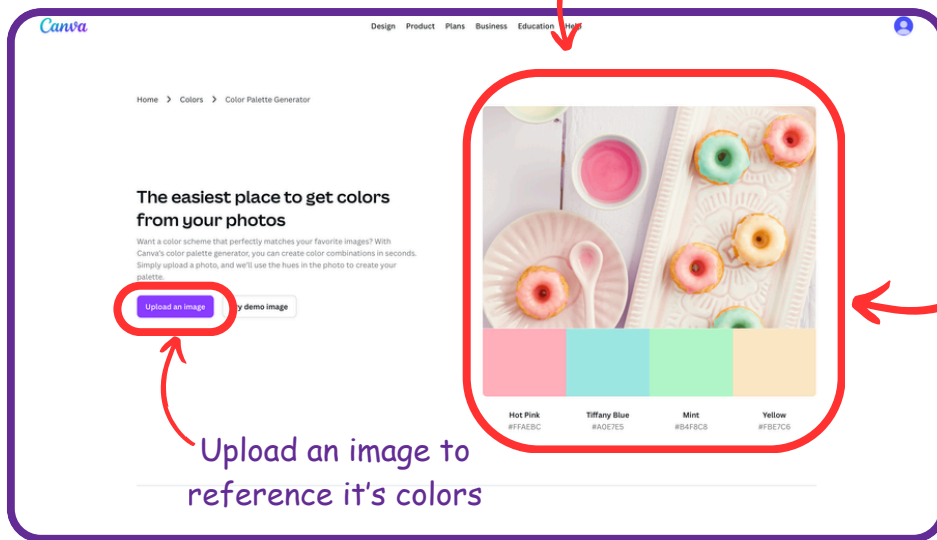 Canva
Design Product Plans Business Education Help
Home > Colors > Color Palette Generator
The easiest place to get colors
from your photos
Want a color scheme that perfectly matches your favorite images? With
Canva's color palette generator, you can create color combinations in seconds.
Simply upload a photo, and we'll use the hues in the photo to create your
palette.
Upload an image
y demo image
Hot Pink Tiffany Blue Mint Yellow
#FFAEBC #A0E7E5 #B4F8C8 #FBE7C6
Upload an image to
reference it's colors